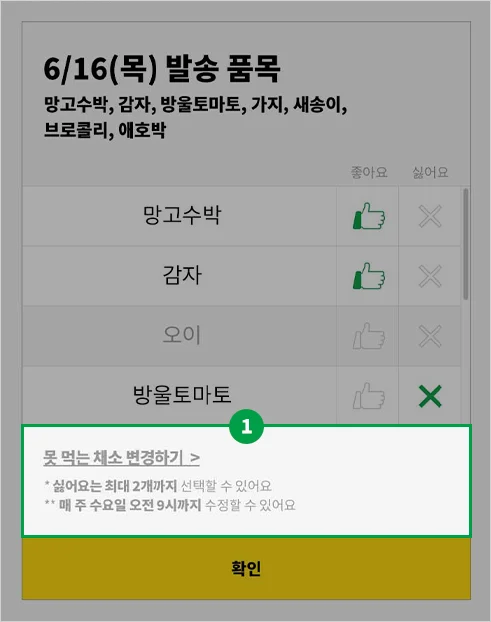 6/16(목) 발송 품목
망고수박, 감자, 방울토마토, 가지, 새송이,
브로콜리, 애호박
좋아요 싫어요
망고수박
감자
오이
방울토마토
1
못 먹는 채소 변경하기 >
* 싫어요는 최대 2개까지 선택할 수 있어요
** 매 주 수요일 오전 9시까지 수정할 수 있어요
확인